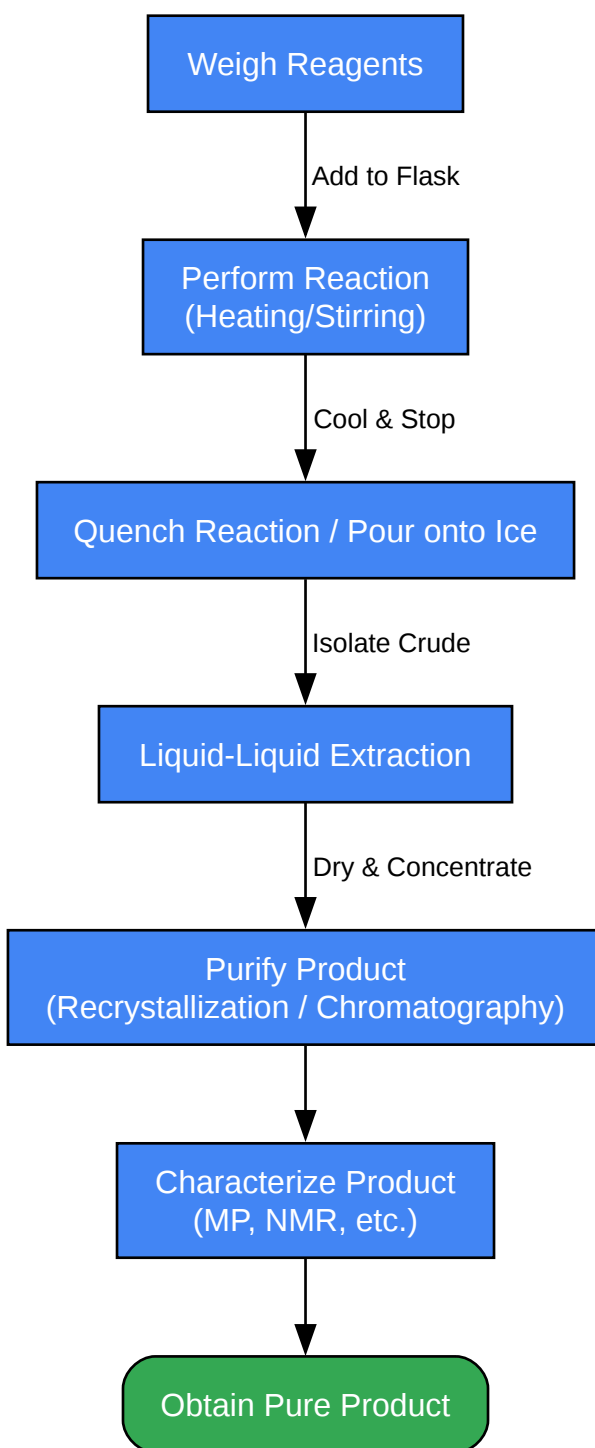 Weigh Reagents
Add to Flask
Perform Reaction
(Heating/Stirring)
Cool & Stop
Quench Reaction / Pour onto Ice
Isolate Crude
Liquid-Liquid Extraction
Dry & Concentrate
Purify Product
(Recrystallization / Chromatography)
Characterize Product
(MP, NMR, etc.)
Obtain Pure Product